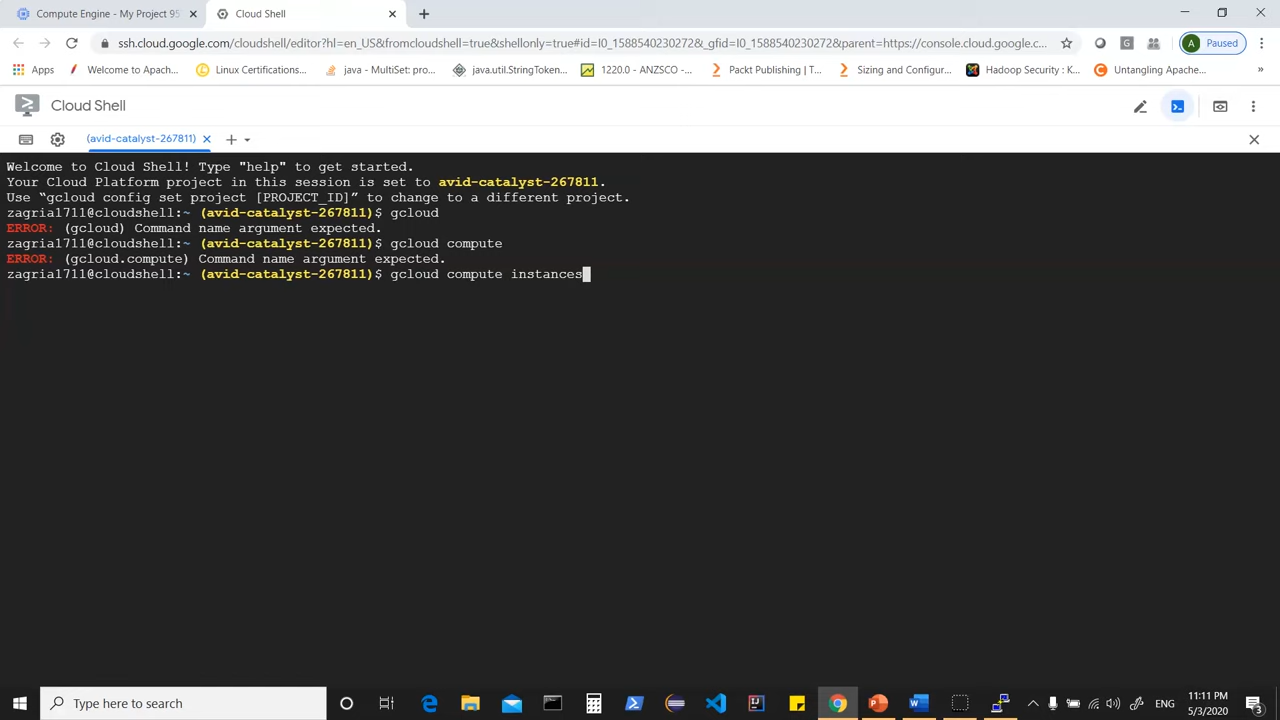 Compute Engine - My Project 95
Cloud Shell
ssh.cloud.google.com/cloudshell/editor?hl=en_US&fromcloudshell=true&shellonly=true#id=I0_1588540230272&_gfid=I0_1588540230272&parent=https://console.cloud.google.c...
A Paused
Apps
Welcome to Apach...
Linux Certifications...
java - MultiSet: pro...
java.util.StringToken...
1220.0 - ANZSCO -...
Packt Publishing | T...
Sizing and Configur...
Hadoop Security : K...
Untangling Apache...
»
Cloud Shell
(avid-catalyst-267811)
Welcome to Cloud Shell! Type "help" to get started.
Your Cloud Platform project in this session is set to avid-catalyst-267811.
Use “gcloud config set project [PROJECT_ID]” to change to a different project.
zagria1711@cloudshell:~ (avid-catalyst-267811)$ gcloud
ERROR: (gcloud) Command name argument expected.
zagria1711@cloudshell:~ (avid-catalyst-267811)$ gcloud compute
ERROR: (gcloud.compute) Command name argument expected.
zagria1711@cloudshell:~ (avid-catalyst-267811)$ gcloud compute instances
Type here to search
ENG
11:11 PM
5/3/2020
3